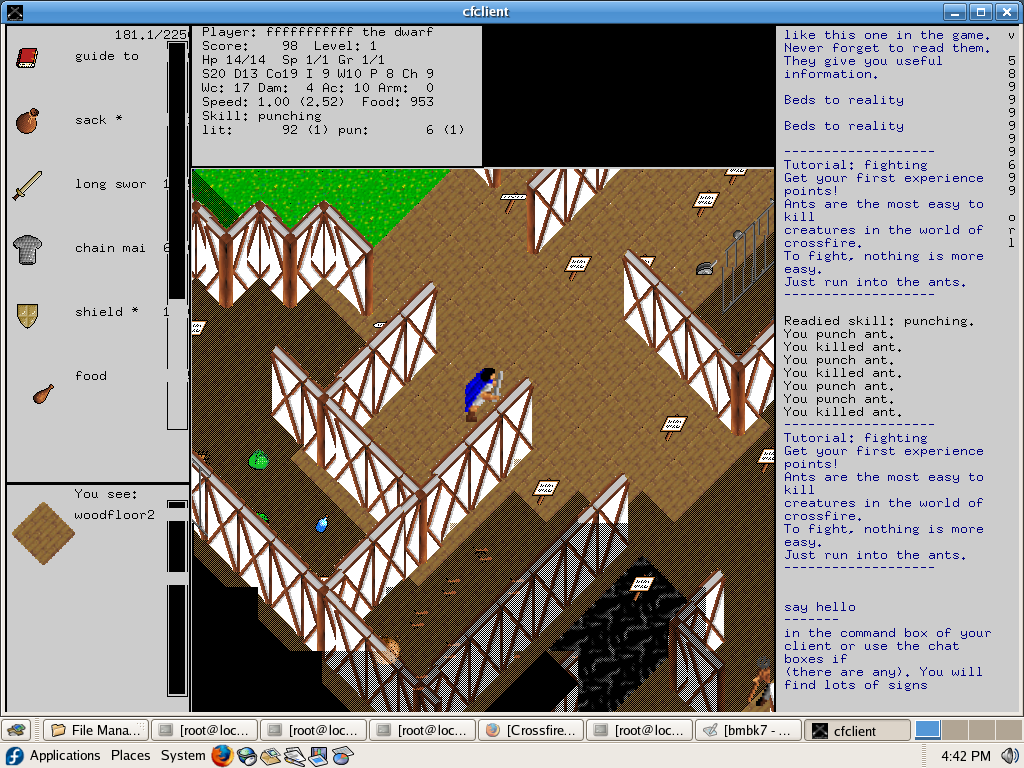 cfclient
181.1/225
guide to
sack *
long swor 1
chain mai 6
shield * 1
food
You see:
woodfloor2
Player: fffffffffff the dwarf
Score: 98 Level: 1
Hp 14/14 Sp 1/1 Gr 1/1
S20 D13 Co19 I 9 W10 P 8 Ch 9
Wc: 17 Dam: 4 Ac: 10 Arm: 0
Speed: 1.00 (2.52) Food: 953
Skill: punching
lit: 92 (1) pun: 6 (1)
like this one in the game. v
Never forget to read them.
They give you useful 5
information. 8
9
Beds to reality 9
9
Beds to reality 9
9
------------------- 9
Tutorial: fighting 6
Get your first experience 9
points! 9
Ants are the most easy to
kill o
creatures in the world of r
crossfire. l
To fight, nothing is more
easy.
Just run into the ants.
-------------------
Readied skill: punching.
You punch ant.
You killed ant.
You punch ant.
You killed ant.
You punch ant.
You punch ant.
You killed ant.
-------------------
Tutorial: fighting
Get your first experience
points!
Ants are the most easy to
kill
creatures in the world of
crossfire.
To fight, nothing is more
easy.
Just run into the ants.
-------------------
say hello
-------
in the command box of your
client or use the chat
boxes if
(there are any). You will
find lots of signs
File Mana...
[root@loc...
[root@loc...
[root@loc...
[Crossfire...
[root@loc...
[bmbk7 - ...
cfclient
Applications Places System
4:42 PM